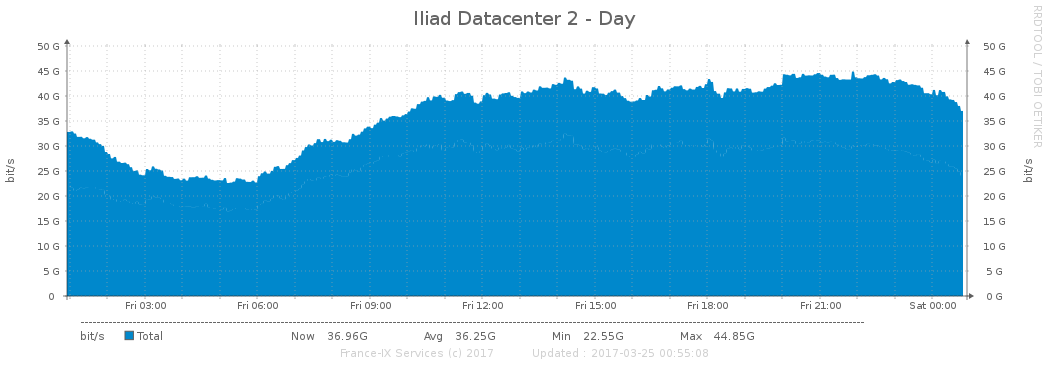 Iliad Datacenter 2 - Day
RRDTOOL / TOBI OETIKER
50 G 50 G
45 G 45 G
40 G 40 G
35 G 35 G
30 G 30 G
25 G 25 G
20 G 20 G
15 G 15 G
10 G 10 G
5 G 5 G
0 0 G
bit/s bit/s
Fri 03:00 Fri 06:00 Fri 09:00 Fri 12:00 Fri 15:00 Fri 18:00 Fri 21:00 Sat 00:00
bit/s Total Now 36.96G Avg 36.25G Min 22.55G Max 44.85G
France-IX Services (c) 2017 Updated : 2017-03-25 00:55:08